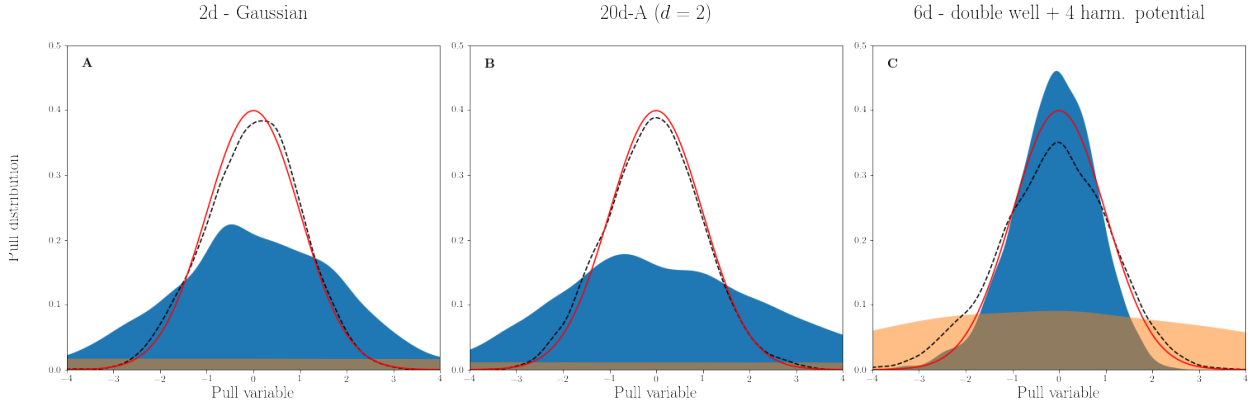 2d - Gaussian
20d-A (d = 2)
6d - double well + 4 harm. potential
Pull distribution
A
0.5
0.4
0.3
0.2
0.1
0.0
−4 −3 −2 −1 0 1 2 3 4
Pull variable
B
0.5
0.4
0.3
0.2
0.1
0.0
−4 −3 −2 −1 0 1 2 3 4
Pull variable
C
0.5
0.4
0.3
0.2
0.1
0.0
−4 −3 −2 −1 0 1 2 3 4
Pull variable